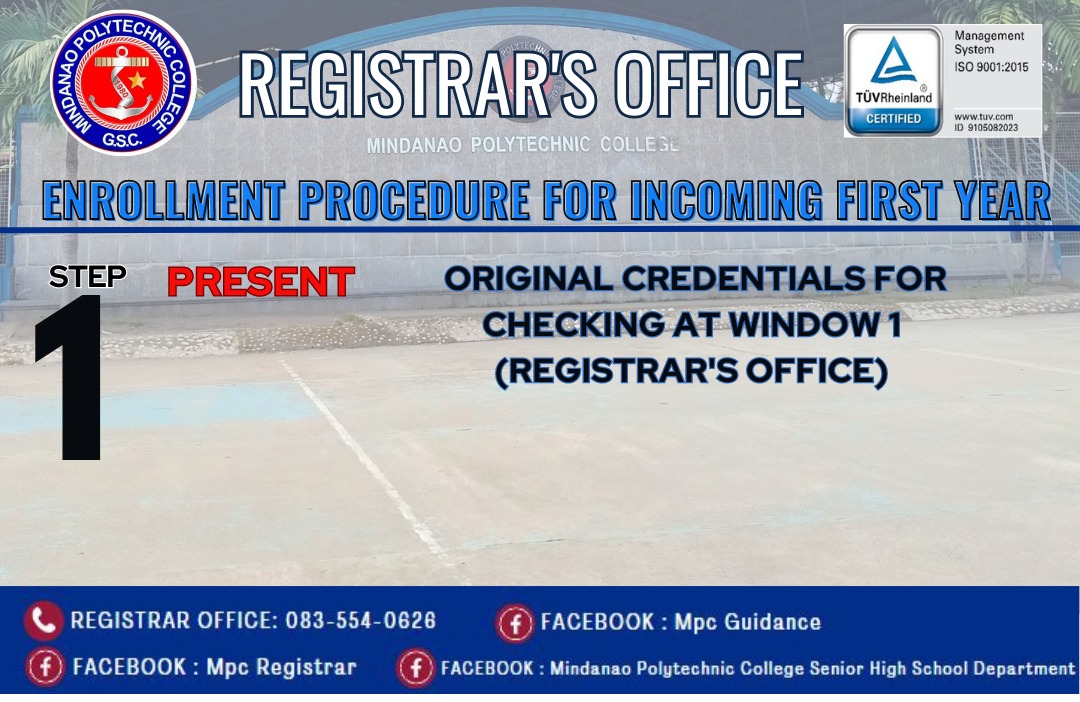 MINDANAO POLYTECHNIC COLLEGE
1980
G.S.C.
REGISTRAR'S OFFICE
TÜVRheinland®
CERTIFIED
Management
System
ISO 9001:2015
www.tuv.com
ID 9105082023
MINDANAO POLYTECHNIC COLLEGE
ENROLLMENT PROCEDURE FOR INCOMING FIRST YEAR
STEP
1
PRESENT
ORIGINAL CREDENTIALS FOR
CHECKING AT WINDOW 1
(REGISTRAR'S OFFICE)
REGISTRAR OFFICE: 083-554-0626
FACEBOOK : Mpc Guidance
FACEBOOK : Mpc Registrar
FACEBOOK : Mindanao Polytechnic College Senior High School Department